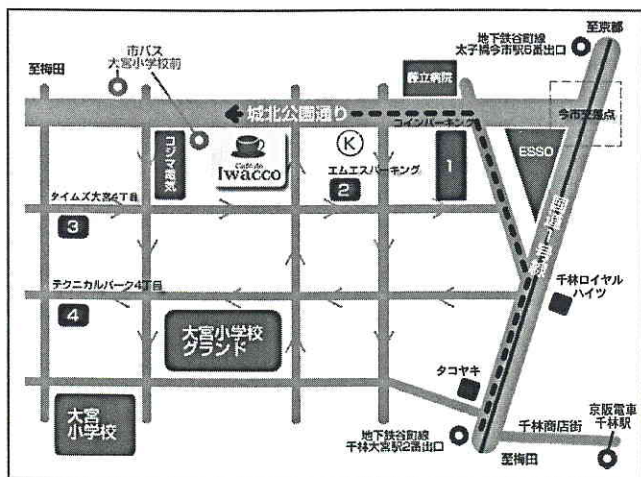 至京都
地下鉄谷町線
太子橋今市駅6番出口
市バス
大宮小学校前
至梅田
藤立病院
城北公園通り
今市交差点
コインパーキング
コジマ電気
Café de
Iwacco
K
エムエスパーキング
1
2
ESSO
タイムズ大宮4丁目
3
国道1号線
テクニカルパーク4丁目
4
千林ロイヤル
ハイツ
大宮小学校
グランド
タコヤキ
大宮
小学校
地下鉄谷町線
千林大宮駅2番出口
千林商店街
京阪電車
千林駅
至梅田